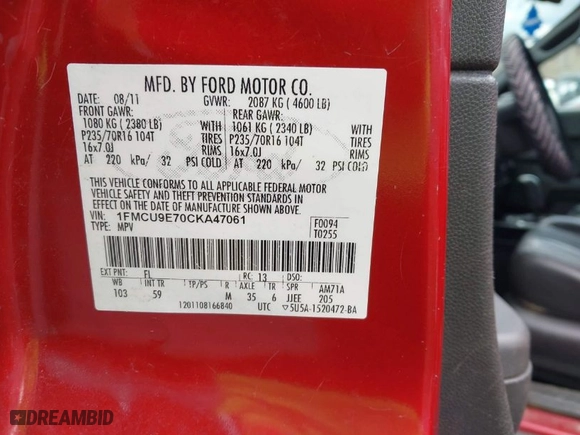 MFD. BY FORD MOTOR CO.
DATE: 08/11 GVWR: 2087 KG ( 4600 LB)
FRONT GAWR: REAR GAWR:
1080 KG ( 2380 LB) WITH 1061 KG ( 2340 LB) WITH
P235/70R16 104T TIRES P235/70R16 104T TIRES
16x7.0J RIMS 16x7.0J RIMS
AT 220 kPa/ 32 PSI COLD AT 220 kPa/ 32 PSI COLD
THIS VEHICLE CONFORMS TO ALL APPLICABLE FEDERAL MOTOR
VEHICLE SAFETY AND THEFT PREVENTION STANDARDS IN
EFFECT ON THE DATE OF MANUFACTURE SHOWN ABOVE.
VIN: 1FMCU9E70CKA47061 F0094
TYPE: MPV T0255
EXT PNT: FL RC: 13 DSO:
WB INT TR TP/PS R AXLE TR SPR AM71A
103 59 M 35 6 JJEE 205
1201108166840 UTC ▽5U5A-1520472-BA
DREAMBID